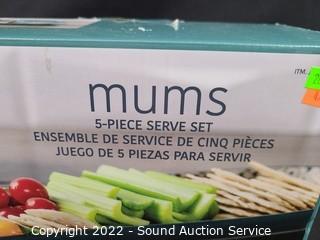 ITM.
mums
5-PIECE SERVE SET
ENSEMBLE DE SERVICE DE CINQ PIÈCES
JUEGO DE 5 PIEZAS PARA SERVIR
Copyright 2022 - Sound Auction Service